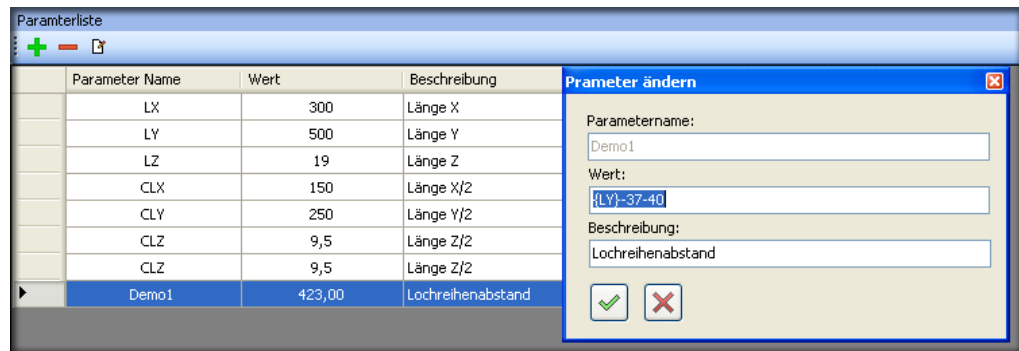 Paramterliste
Parameter Name Wert Beschreibung
LX 300 Länge X
LY 500 Länge Y
LZ 19 Länge Z
CLX 150 Länge X/2
CLY 250 Länge Y/2
CLZ 9,5 Länge Z/2
CLZ 9,5 Länge Z/2
Demo1 423,00 Lochreihenabstand
Prameter ändern
Parametername:
Demo1
Wert:
{LY}-37-40
Beschreibung:
Lochreihenabstand